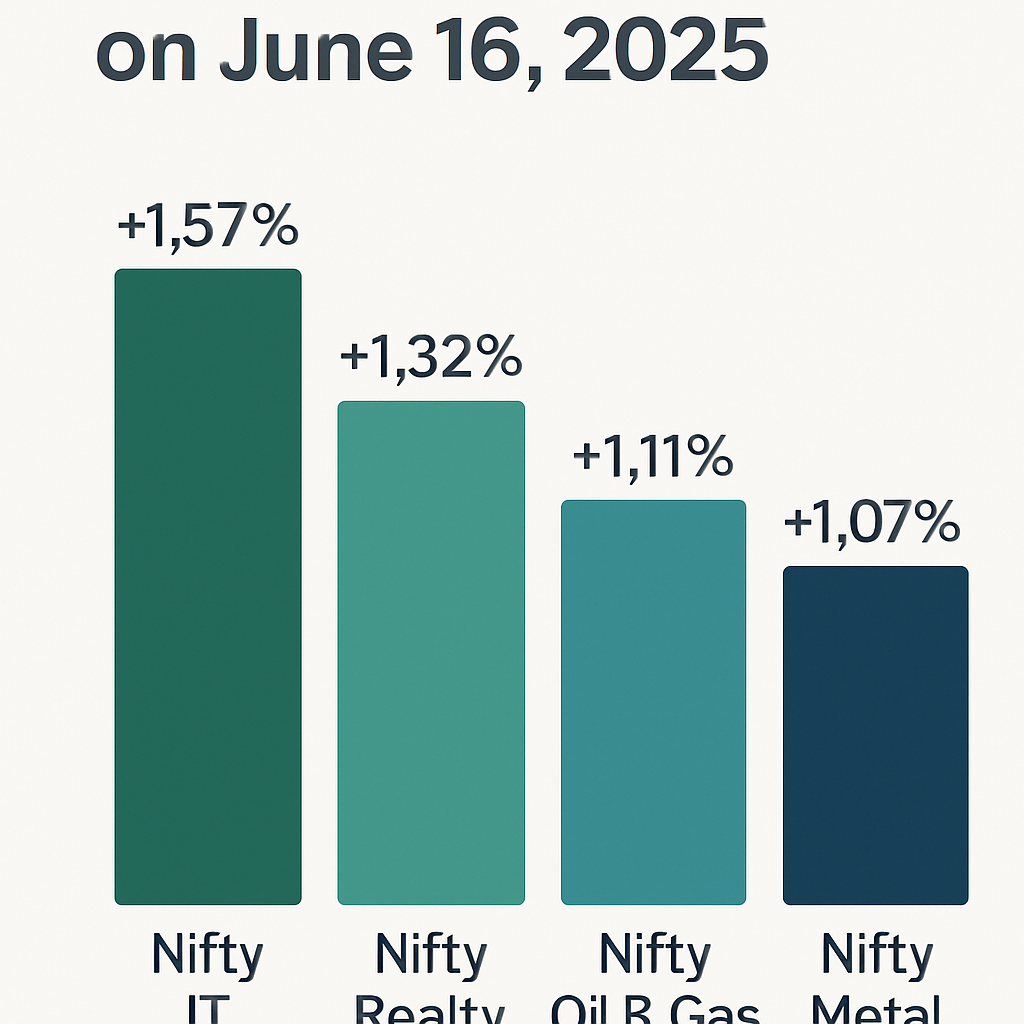 on June 16, 2025
+1,57%
+1,32%
+1,11%
+1,07%
Nifty
IT
Nifty
Realty
Nifty
Oil B Gas
Nifty
Metal